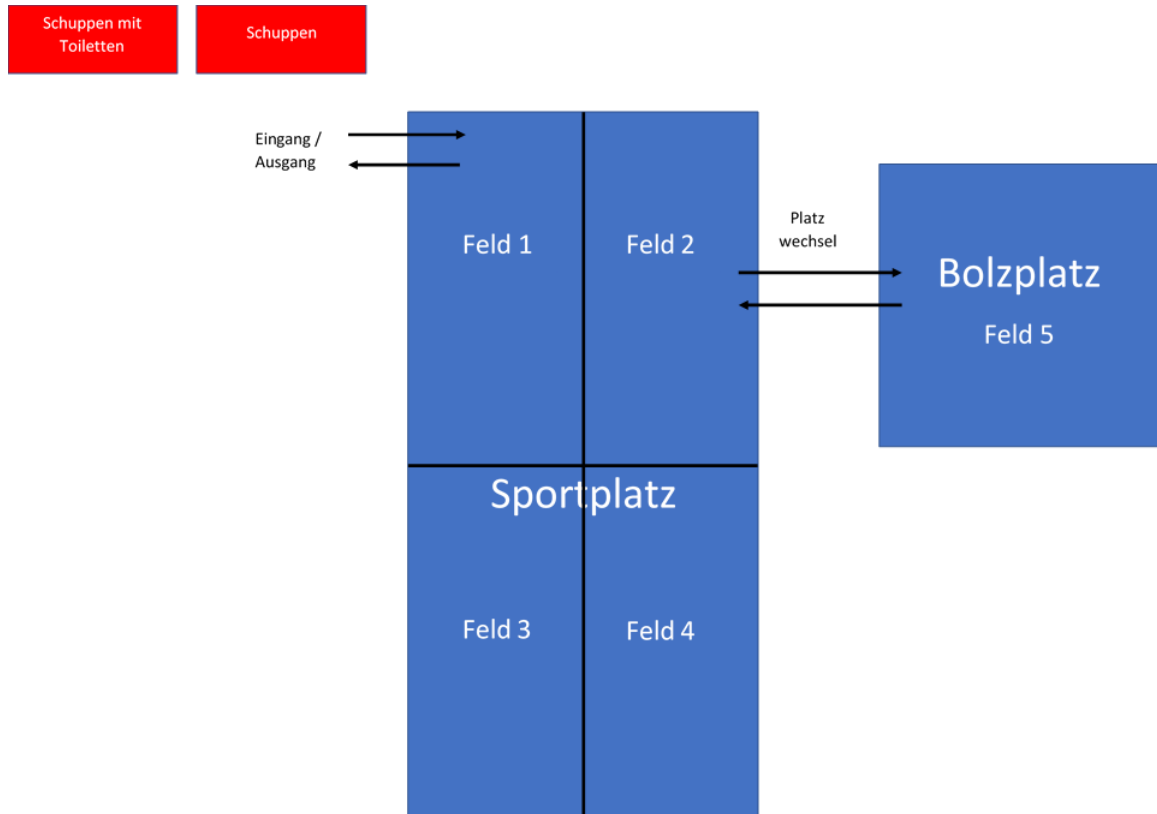 Schuppen mit
Toiletten
Schuppen
Eingang /
Ausgang
Feld 1
Feld 2
Platz
wechsel
Bolzplatz
Feld 5
Sportplatz
Feld 3
Feld 4